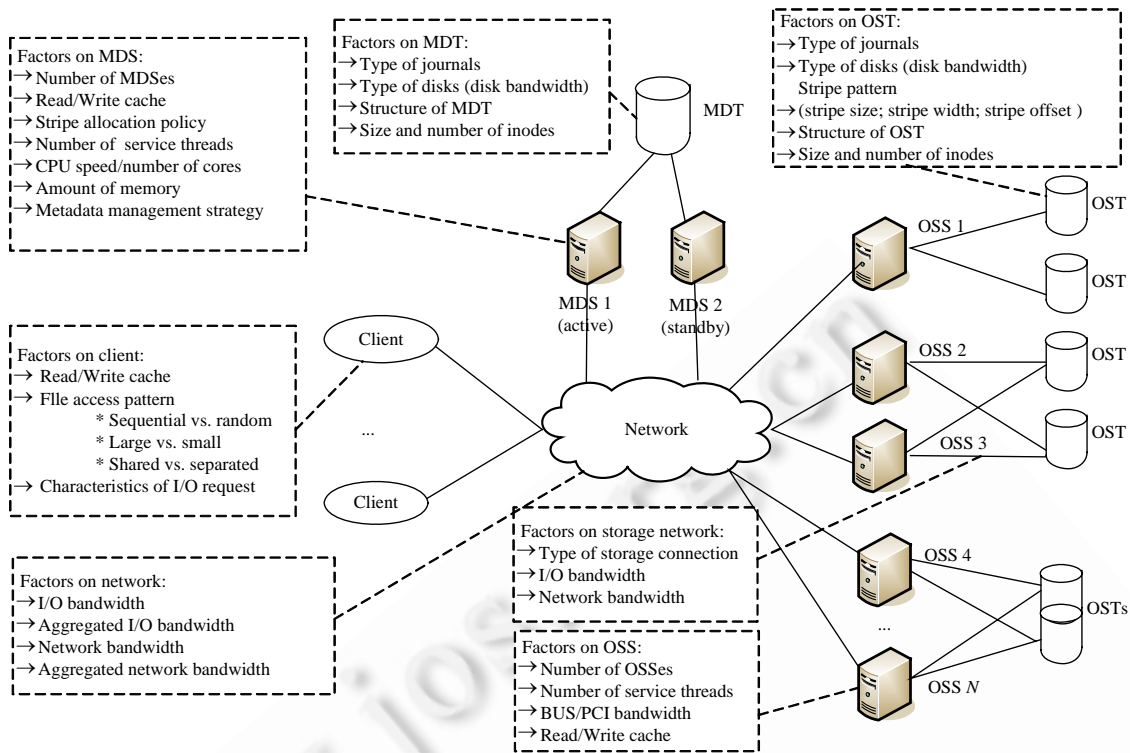 Factors on MDS:
→ Number of MDSes
→ Read/Write cache
→ Stripe allocation policy
→ Number of service threads
→ CPU speed/number of cores
→ Amount of memory
→ Metadata management strategy
Factors on MDT:
→ Type of journals
→ Type of disks (disk bandwidth)
→ Structure of MDT
→ Size and number of inodes
MDT
Factors on OST:
→ Type of journals
→ Type of disks (disk bandwidth)
Stripe pattern
→ (stripe size; stripe width; stripe offset )
→ Structure of OST
→ Size and number of inodes
MDS 1
(active)
MDS 2
(standby)
OSS 1
OST
OST
OSS 2
OST
OSS 3
OST
Factors on client:
→ Read/Write cache
→ FIle access pattern
* Sequential vs. random
* Large vs. small
* Shared vs. separated
→ Characteristics of I/O request
Client
...
Client
Network
Factors on network:
→ I/O bandwidth
→ Aggregated I/O bandwidth
→ Network bandwidth
→ Aggregated network bandwidth
Factors on storage network:
→ Type of storage connection
→ I/O bandwidth
→ Network bandwidth
Factors on OSS:
→ Number of OSSes
→ Number of service threads
→ BUS/PCI bandwidth
→ Read/Write cache
OSS 4
...
OSTs
OSS N